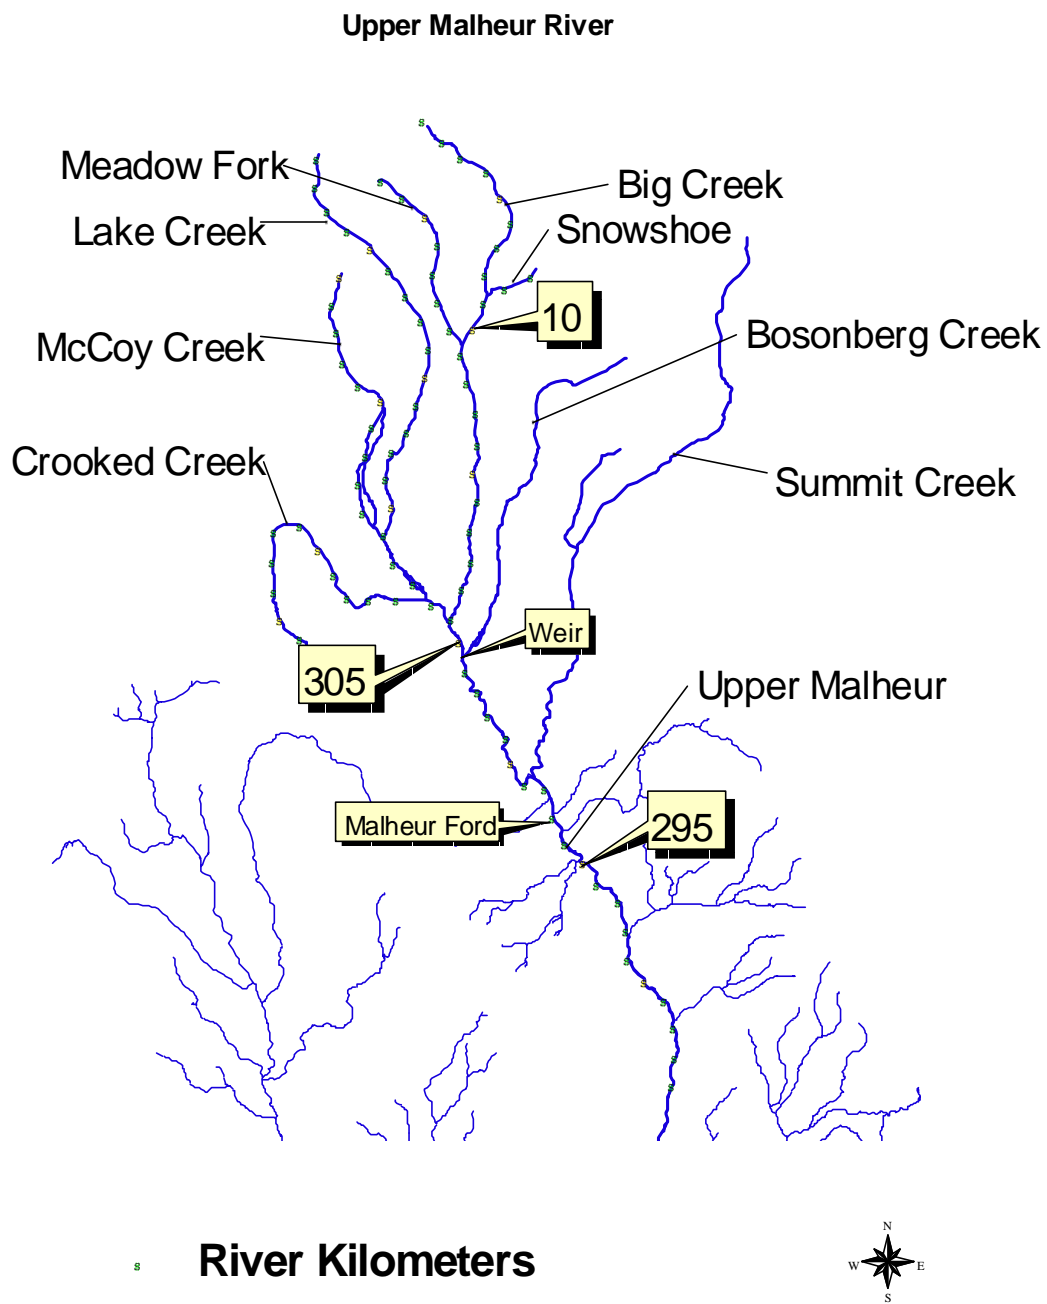 Upper Malheur River
Meadow Fork
Big Creek
Lake Creek
Snowshoe
10
McCoy Creek
Bosonberg Creek
Crooked Creek
Summit Creek
Weir
305
Upper Malheur
Malheur Ford
295
N
W E
S
s River Kilometers